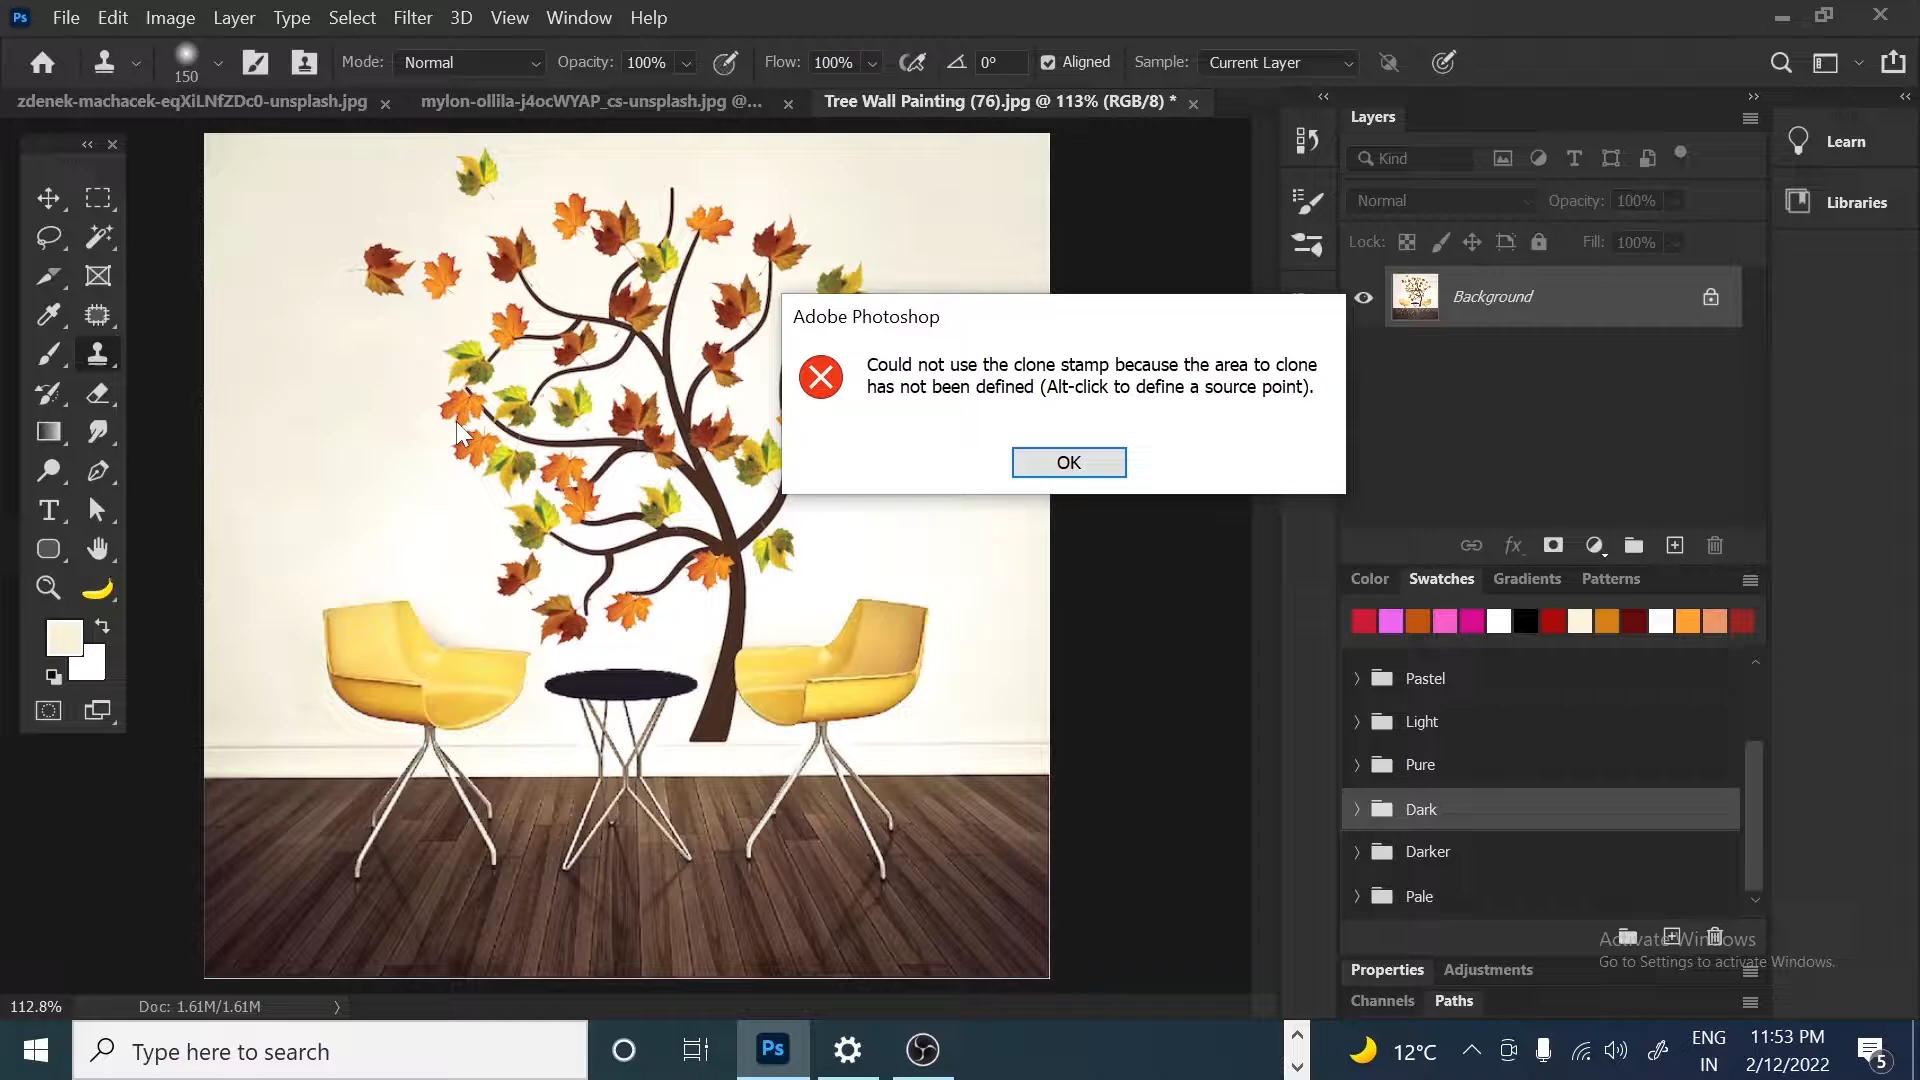 Ps File Edit Image Layer Type Select Filter 3D View Window Help
150 Mode: Normal Opacity: 100% Flow: 100% 0° Aligned Sample: Current Layer
zdenek-machacek-eqXiLNfZDc0-unsplash.jpg mylon-ollila-j4ocWYAP_cs-unsplash.jpg @... Tree Wall Painting (76).jpg @ 113% (RGB/8) *
Layers
Kind
Normal Opacity: 100%
Lock: Fill: 100%
Background
Learn
Libraries
Adobe Photoshop
Could not use the clone stamp because the area to clone
has not been defined (Alt-click to define a source point).
OK
Color Swatches Gradients Patterns
Pastel
Light
Pure
Dark
Darker
Pale
Activate Windows
Go to Settings to activate Windows.
Properties Adjustments
Channels Paths
112.8% Doc: 1.61M/1.61M
Type here to search
Ps
12°C
ENG
IN
11:53 PM
2/12/2022
5